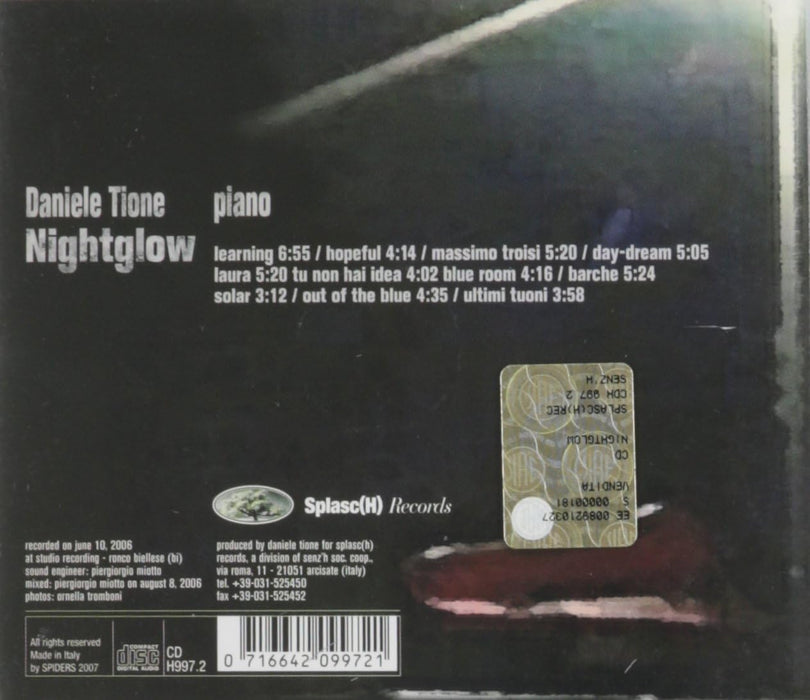 Daniele Tione
Nightglow
piano
learning 6:55 / hopeful 4:14 / massimo troisi 5:20 / day-dream 5:05
laura 5:20 tu non hai idea 4:02 blue room 4:16 / barche 5:24
solar 3:12 / out of the blue 4:35 / ultimi tuoni 3:58
SENZ'H
CDH 997 2
SPLASC(H)REC
NIGHTGLOW
CD
VENDITA
S 00000181
EE 0089210327
Splasc(H) Records
recorded on june 10, 2006
at studio recording - ronco biellese (bi)
sound engineer: piergiorgio miotto
mixed: piergiorgio miotto on august 8, 2006
photos: ornella tromboni
produced by daniele tione for splasc(h)
records, a division of senz'h soc. coop.,
via roma, 11 - 21051 arcisate (italy)
tel. +39-031-525450
fax +39-031-525452
All rights reserved
Made in Italy
by SPIDERS 2007
COMPACT
disc
DIGITAL AUDIO
CD
H997.2
0 716642 099721